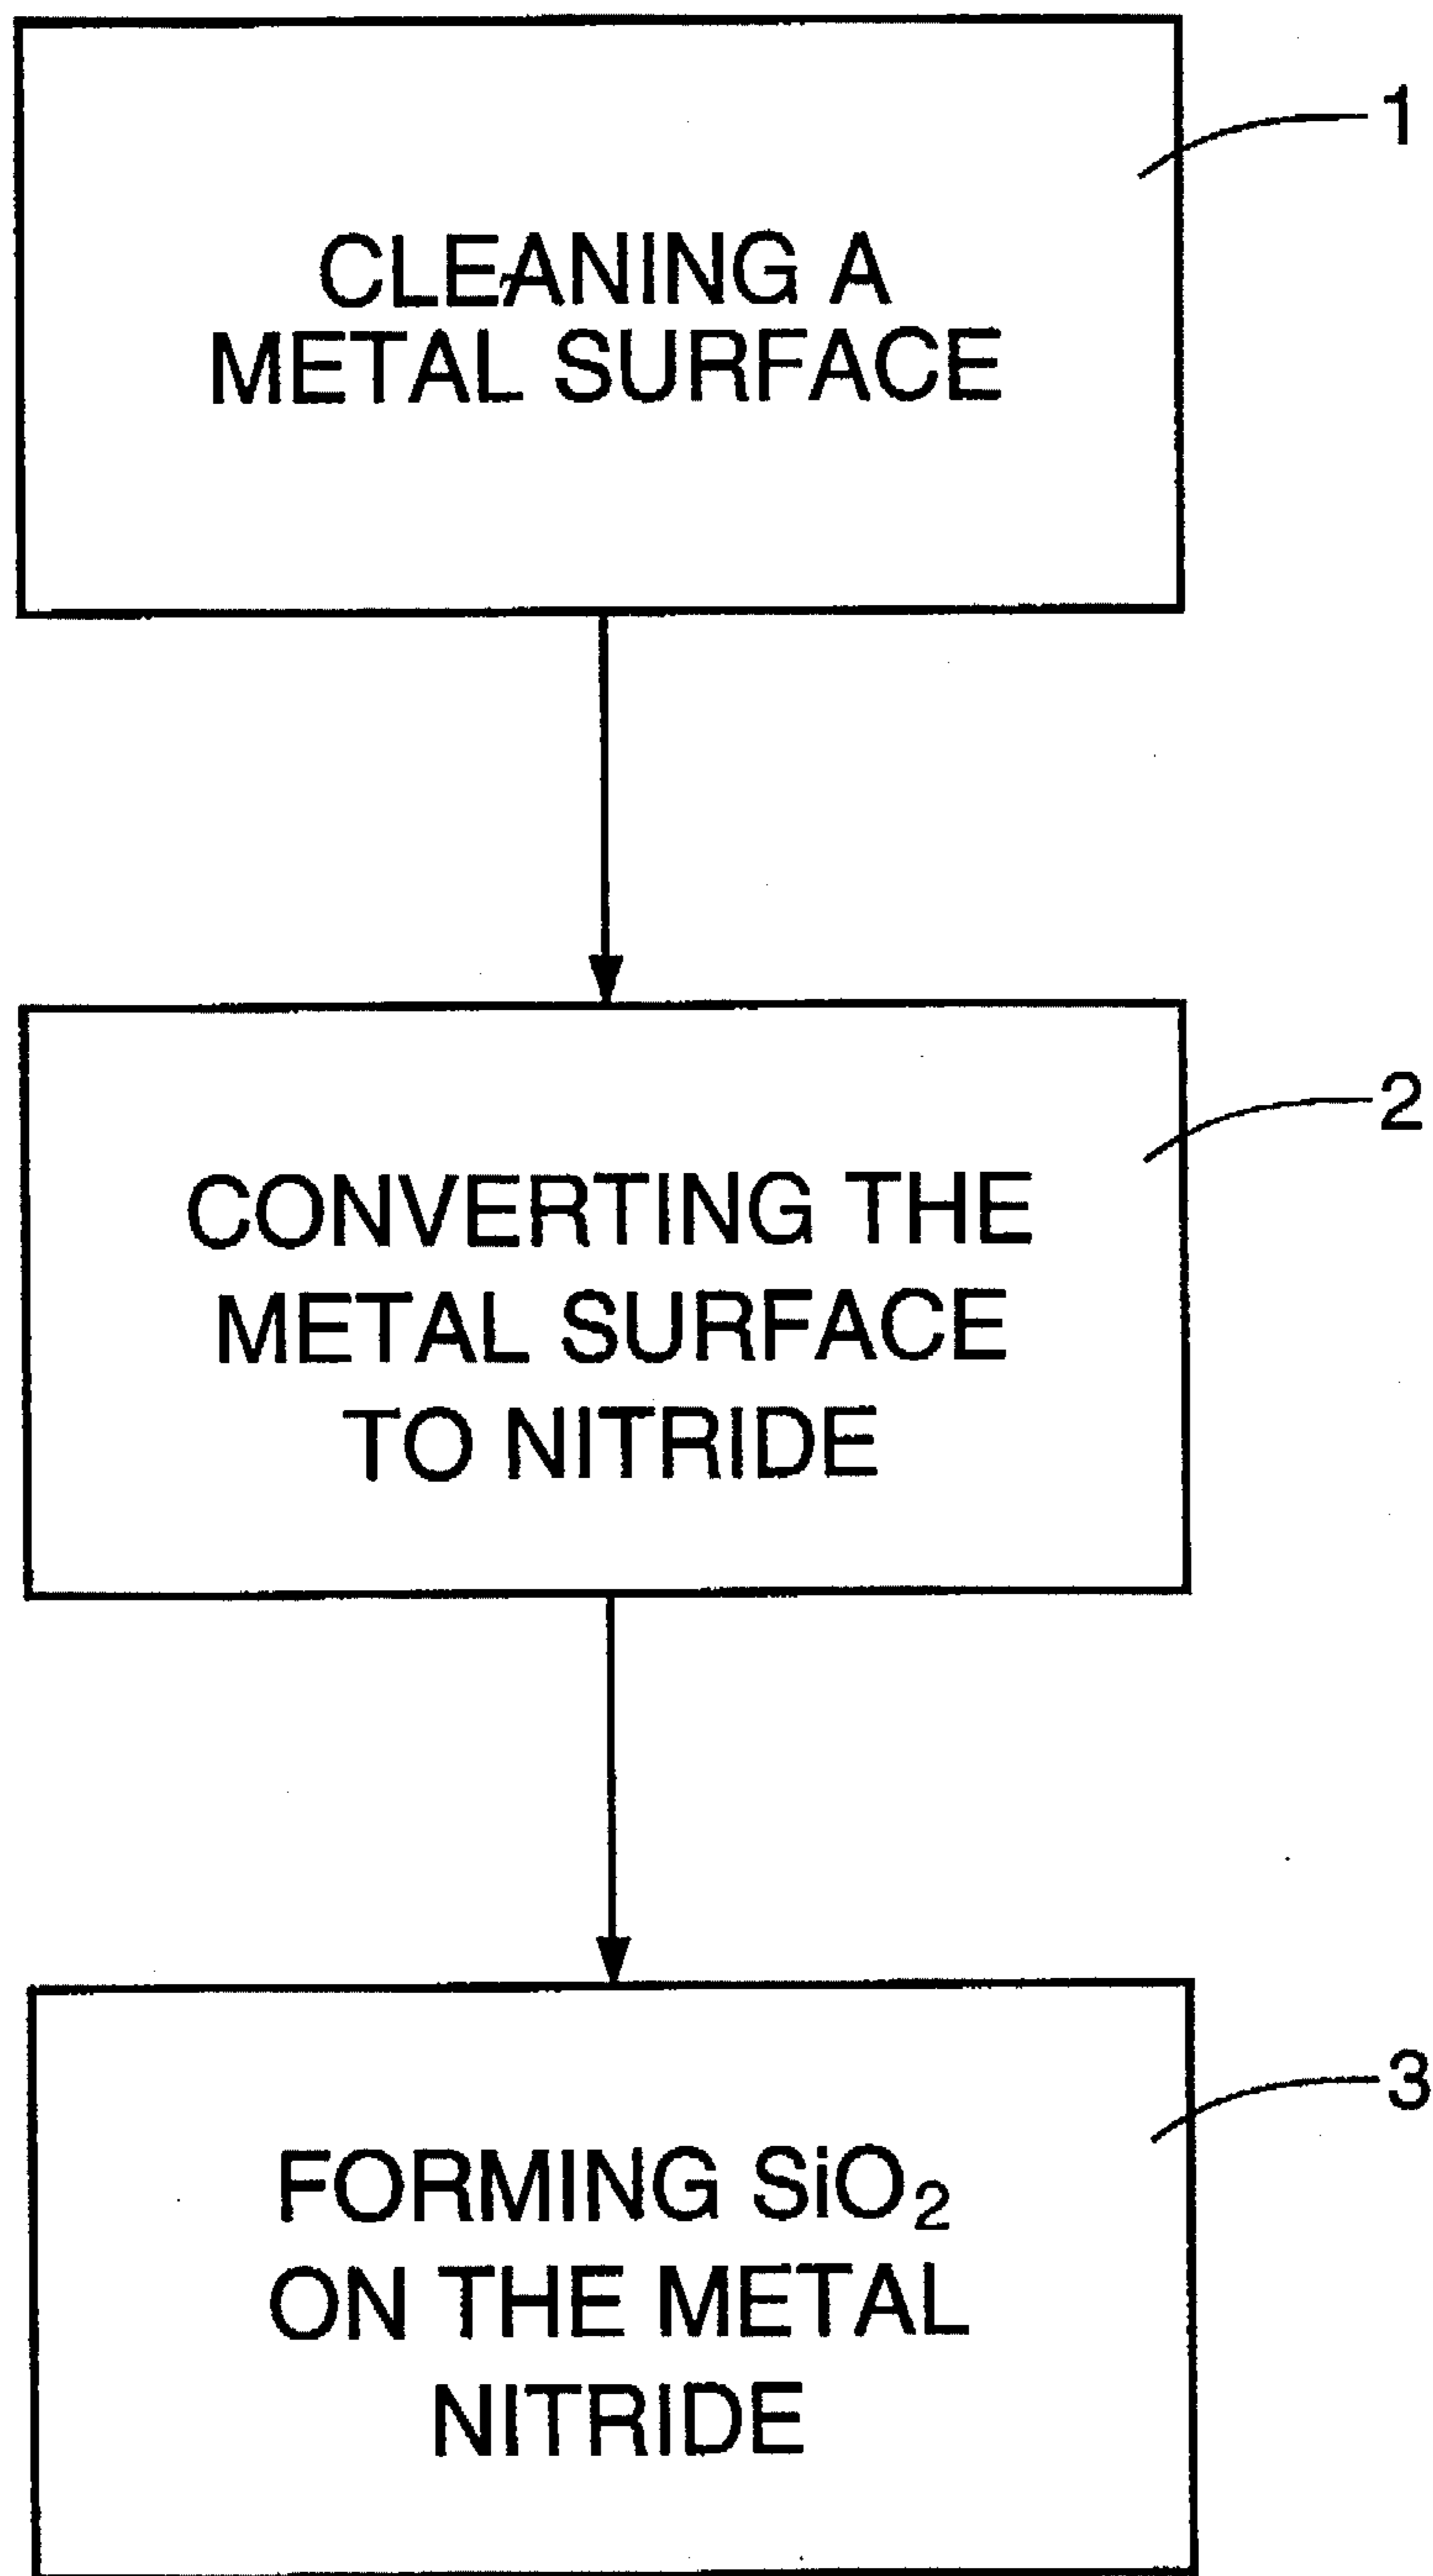 1
CLEANING A
METAL SURFACE
2
CONVERTING THE
METAL SURFACE
TO NITRIDE
3
FORMING SiO₂
ON THE METAL
NITRIDE